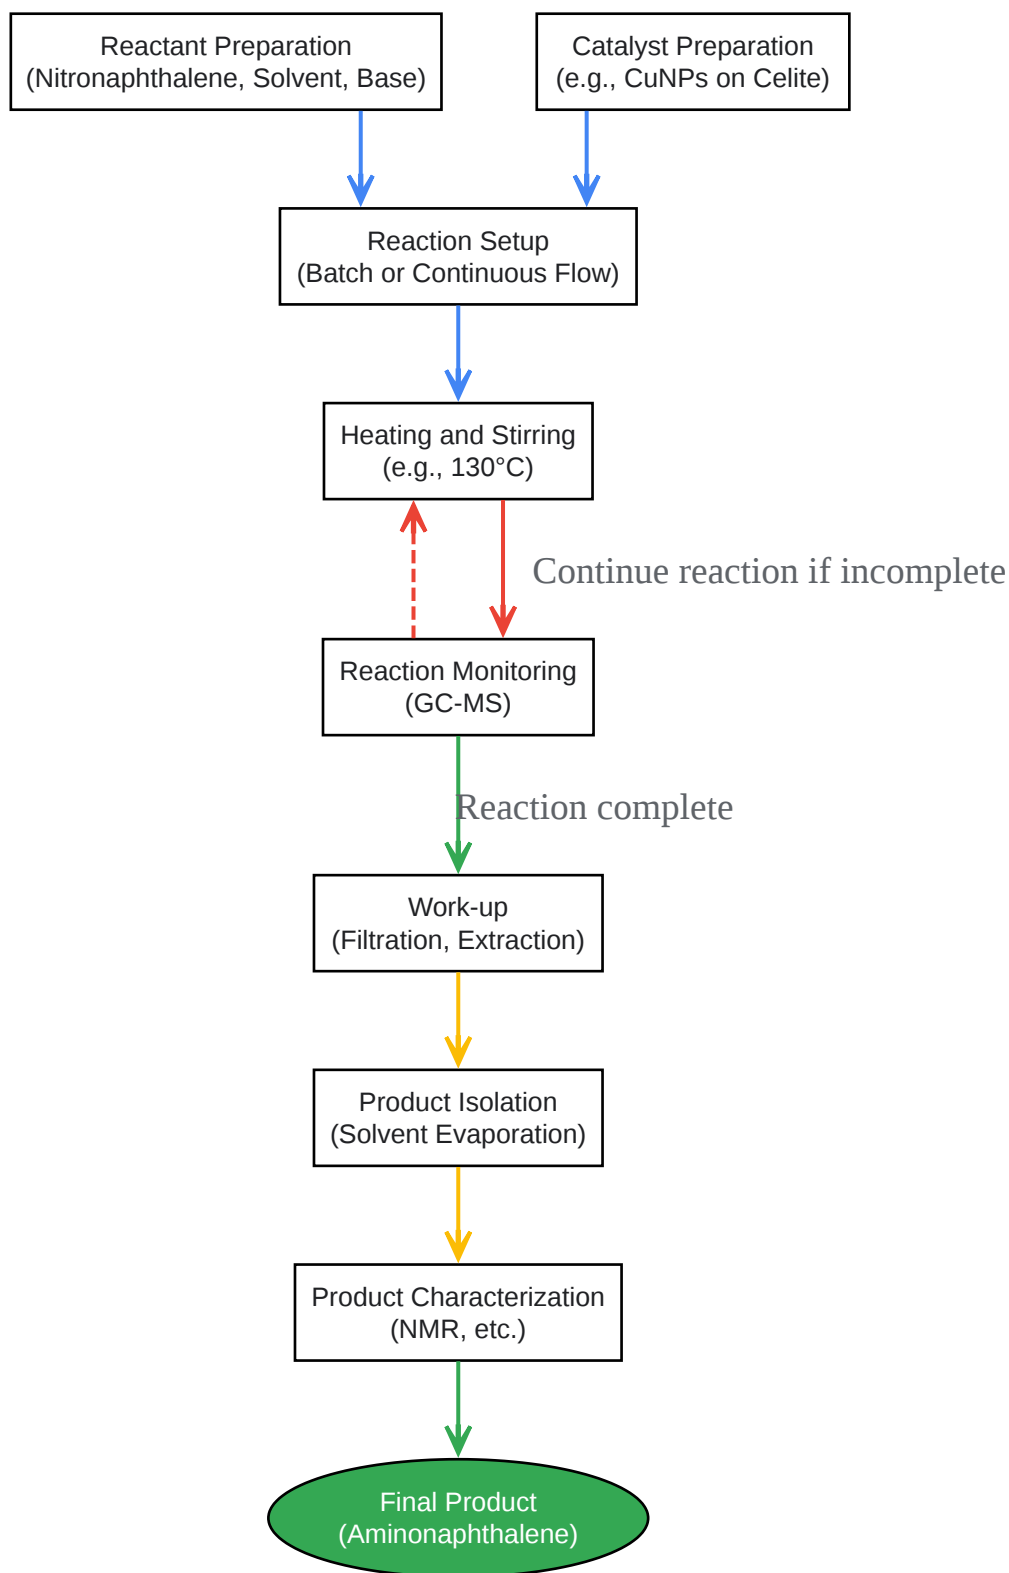 Reactant Preparation
(Nitronaphthalene, Solvent, Base)
Catalyst Preparation
(e.g., CuNPs on Celite)
Reaction Setup
(Batch or Continuous Flow)
Heating and Stirring
(e.g., 130°C)
Continue reaction if incomplete
Reaction Monitoring
(GC-MS)
Reaction complete
Work-up
(Filtration, Extraction)
Product Isolation
(Solvent Evaporation)
Product Characterization
(NMR, etc.)
Final Product
(Aminonaphthalene)